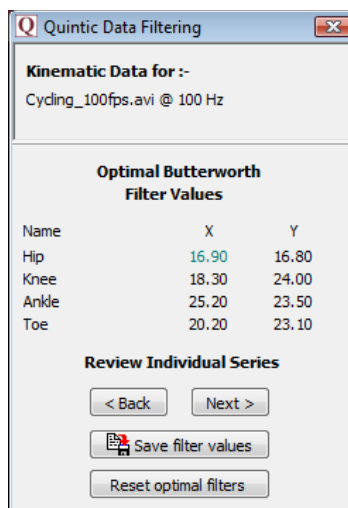 Q Quintic Data Filtering
Kinematic Data for :-
Cycling_100fps.avi @ 100 Hz
Optimal Butterworth
Filter Values
Name X Y
Hip 16.90 16.80
Knee 18.30 24.00
Ankle 25.20 23.50
Toe 20.20 23.10
Review Individual Series
< Back Next >
Save filter values
Reset optimal filters